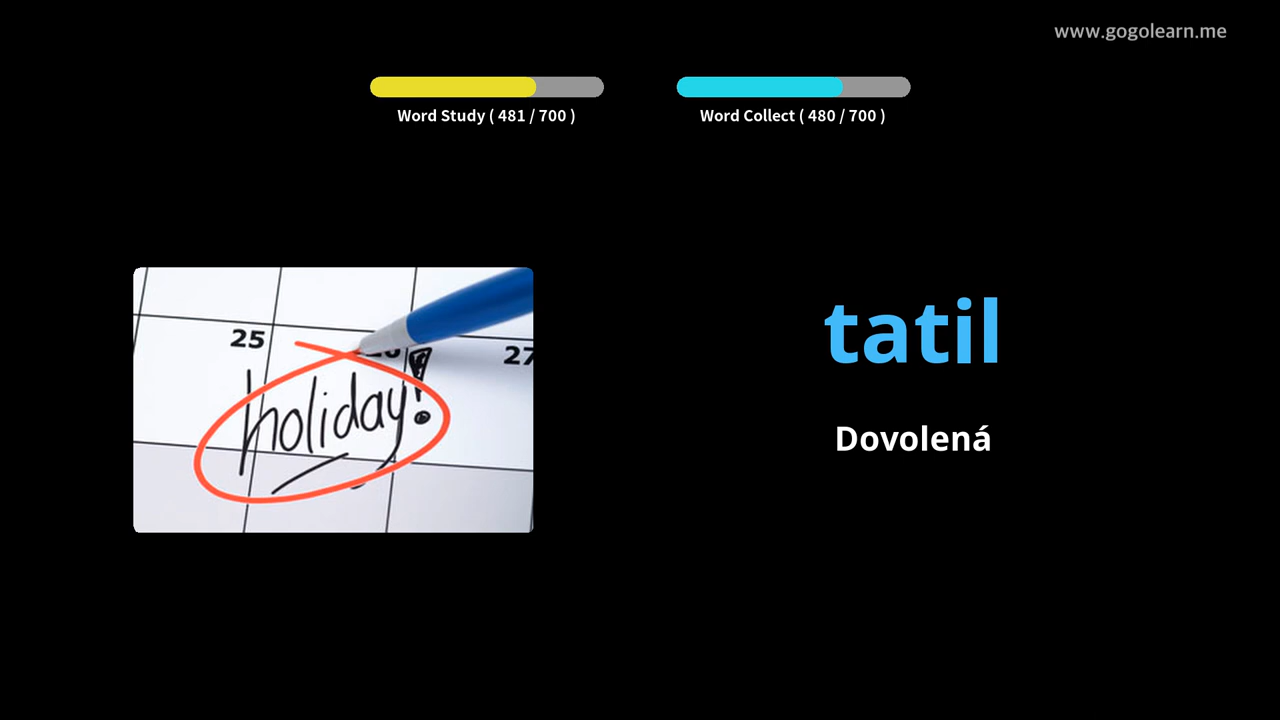 www.gogolearn.me
Word Study ( 481 / 700 )
Word Collect ( 480 / 700 )
25
27
holiday!
tatil
Dovolená